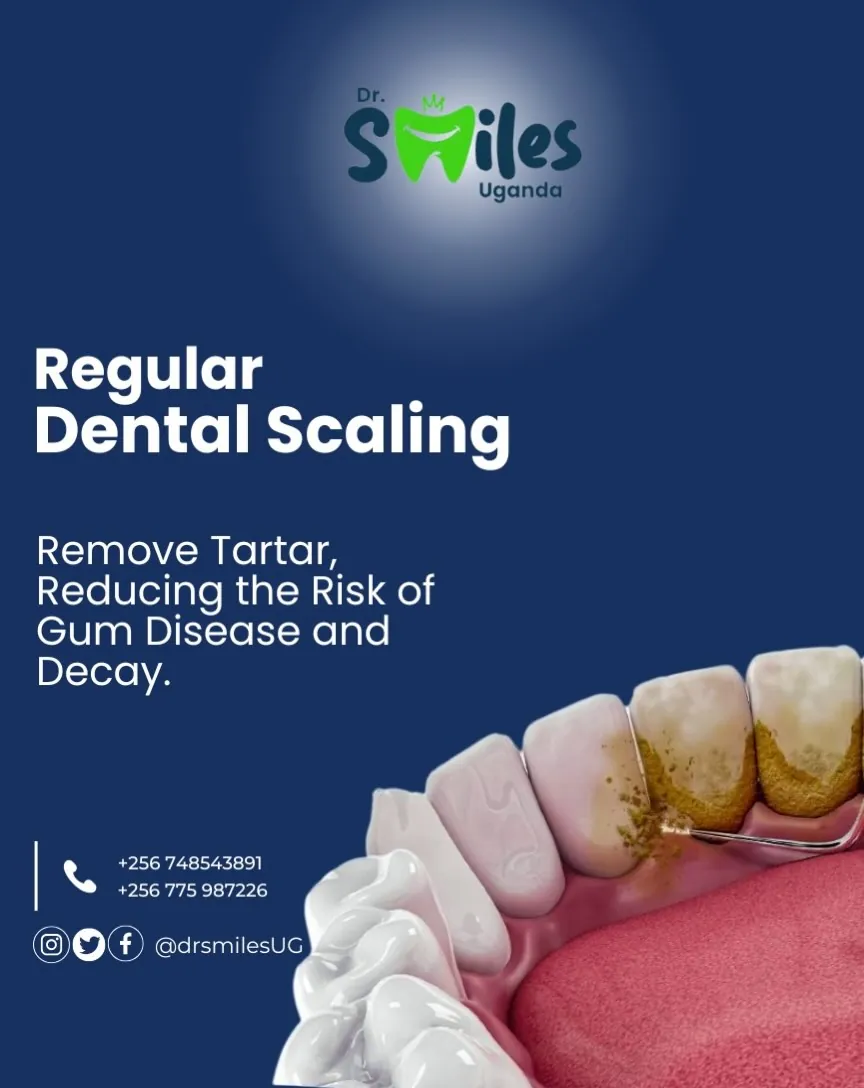 Dr.
Smiles
Uganda
Regular
Dental Scaling
Remove Tartar,
Reducing the Risk of
Gum Disease and
Decay.
+256 748543891
+256 775 987226
@drsmilesUG